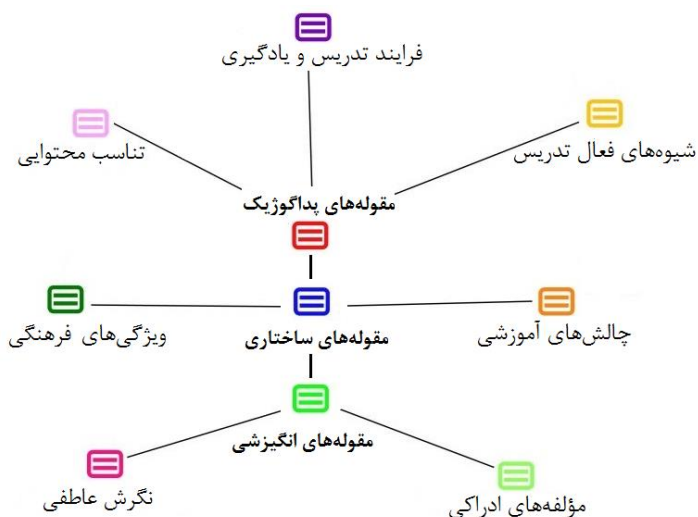 فرایند تدریس و یادگیری
شیوه‌های فعال تدریس
تناسب محتوایی
مقوله‌های پداگوژیک
چالش‌های آموزشی
مقوله‌های ساختاری
ویژگی‌های فرهنگی
مقوله‌های انگیزشی
مؤلفه‌های ادراکی
نگرش عاطفی